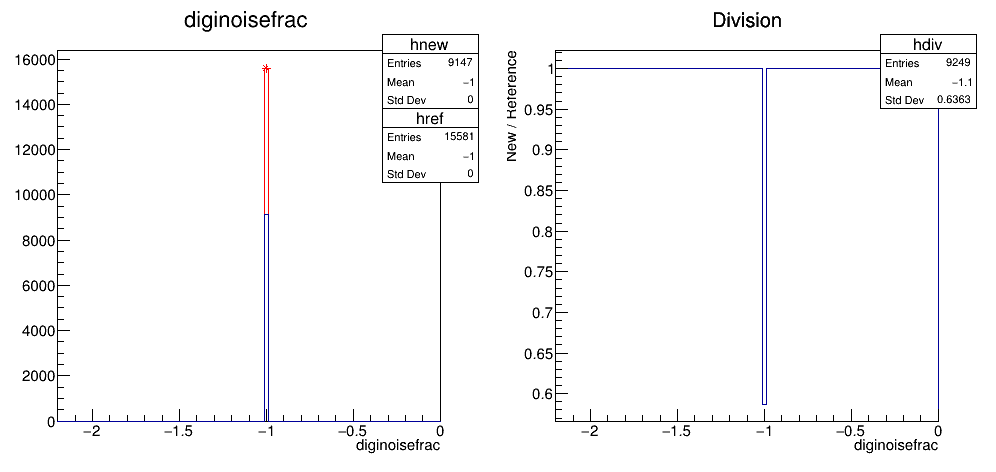 diginoisefrac
hnew
Entries 9147
Mean −1
Std Dev 0
href
Entries 15581
Mean −1
Std Dev 0
16000
14000
12000
10000
8000
6000
4000
2000
0
−2 −1.5 −1 −0.5 0
diginoisefrac
Division
hdiv
Entries 9249
Mean −1.1
Std Dev 0.6363
New / Reference
1
0.95
0.9
0.85
0.8
0.75
0.7
0.65
0.6
−2 −1.5 −1 −0.5 0
diginoisefrac